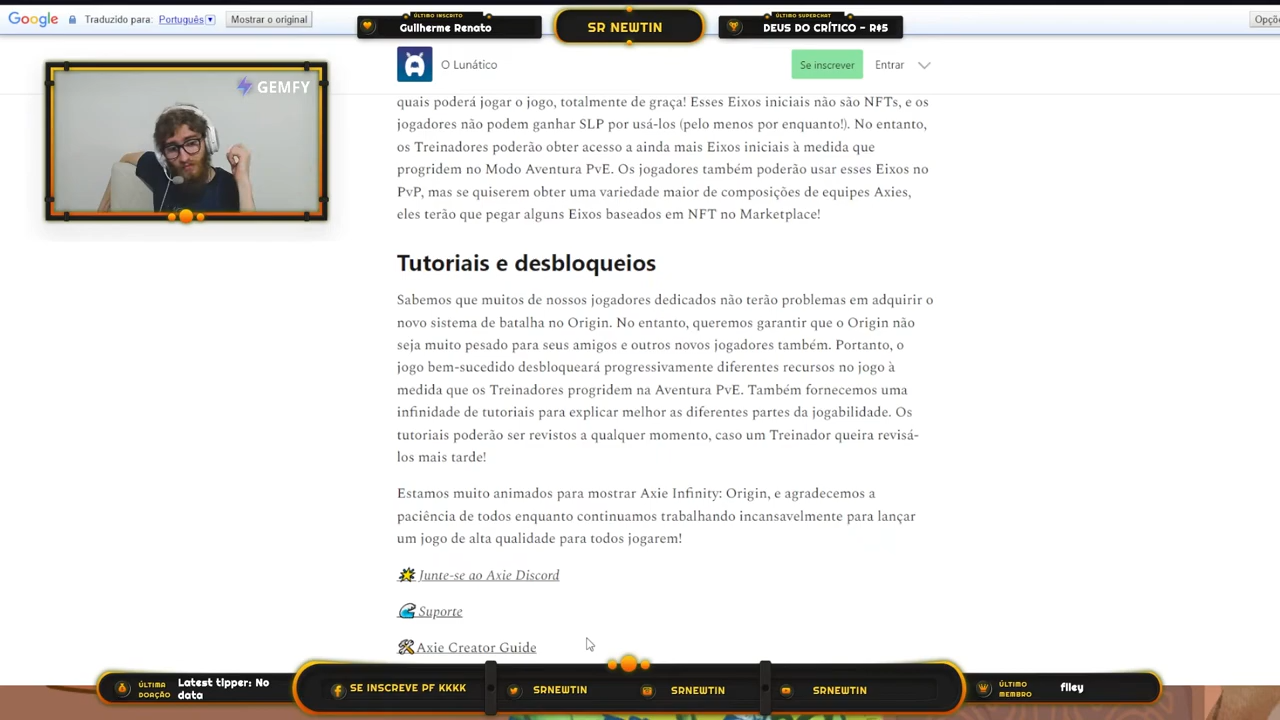 Google Traduzido para: Português Mostrar o original
ÚLTIMO INSCRITO
Guilherme Renato
SR NEWTIN
ÚLTIMO SUPERCHAT
DEUS DO CRÍTICO - R$5
Opçõ
GEMFY
O Lunático
Se inscrever
Entrar
quais poderá jogar o jogo, totalmente de graça! Esses Eixos iniciais não são NFTs, e os
jogadores não podem ganhar SLP por usá-los (pelo menos por enquanto!). No entanto,
os Treinadores poderão obter acesso a ainda mais Eixos iniciais à medida que
progridem no Modo Aventura PvE. Os jogadores também poderão usar esses Eixos no
PvP, mas se quiserem obter uma variedade maior de composições de equipes Axies,
eles terão que pegar alguns Eixos baseados em NFT no Marketplace!
Tutoriais e desbloqueios
Sabemos que muitos de nossos jogadores dedicados não terão problemas em adquirir o
novo sistema de batalha no Origin. No entanto, queremos garantir que o Origin não
seja muito pesado para seus amigos e outros novos jogadores também. Portanto, o
jogo bem-sucedido desbloqueará progressivamente diferentes recursos no jogo à
medida que os Treinadores progridem na Aventura PvE. Também fornecemos uma
infinidade de tutoriais para explicar melhor as diferentes partes da jogabilidade. Os
tutoriais poderão ser revistos a qualquer momento, caso um Treinador queira revisá-
los mais tarde!
Estamos muito animados para mostrar Axie Infinity: Origin, e agradecemos a
paciência de todos enquanto continuamos trabalhando incansavelmente para lançar
um jogo de alta qualidade para todos jogarem!
Junte-se ao Axie Discord
Suporte
Axie Creator Guide
ÚLTIMA DOAÇÃO
Latest tipper: No data
SE INSCREVE PF KKKK
SRNEWTIN
SRNEWTIN
SRNEWTIN
ÚLTIMO MEMBRO